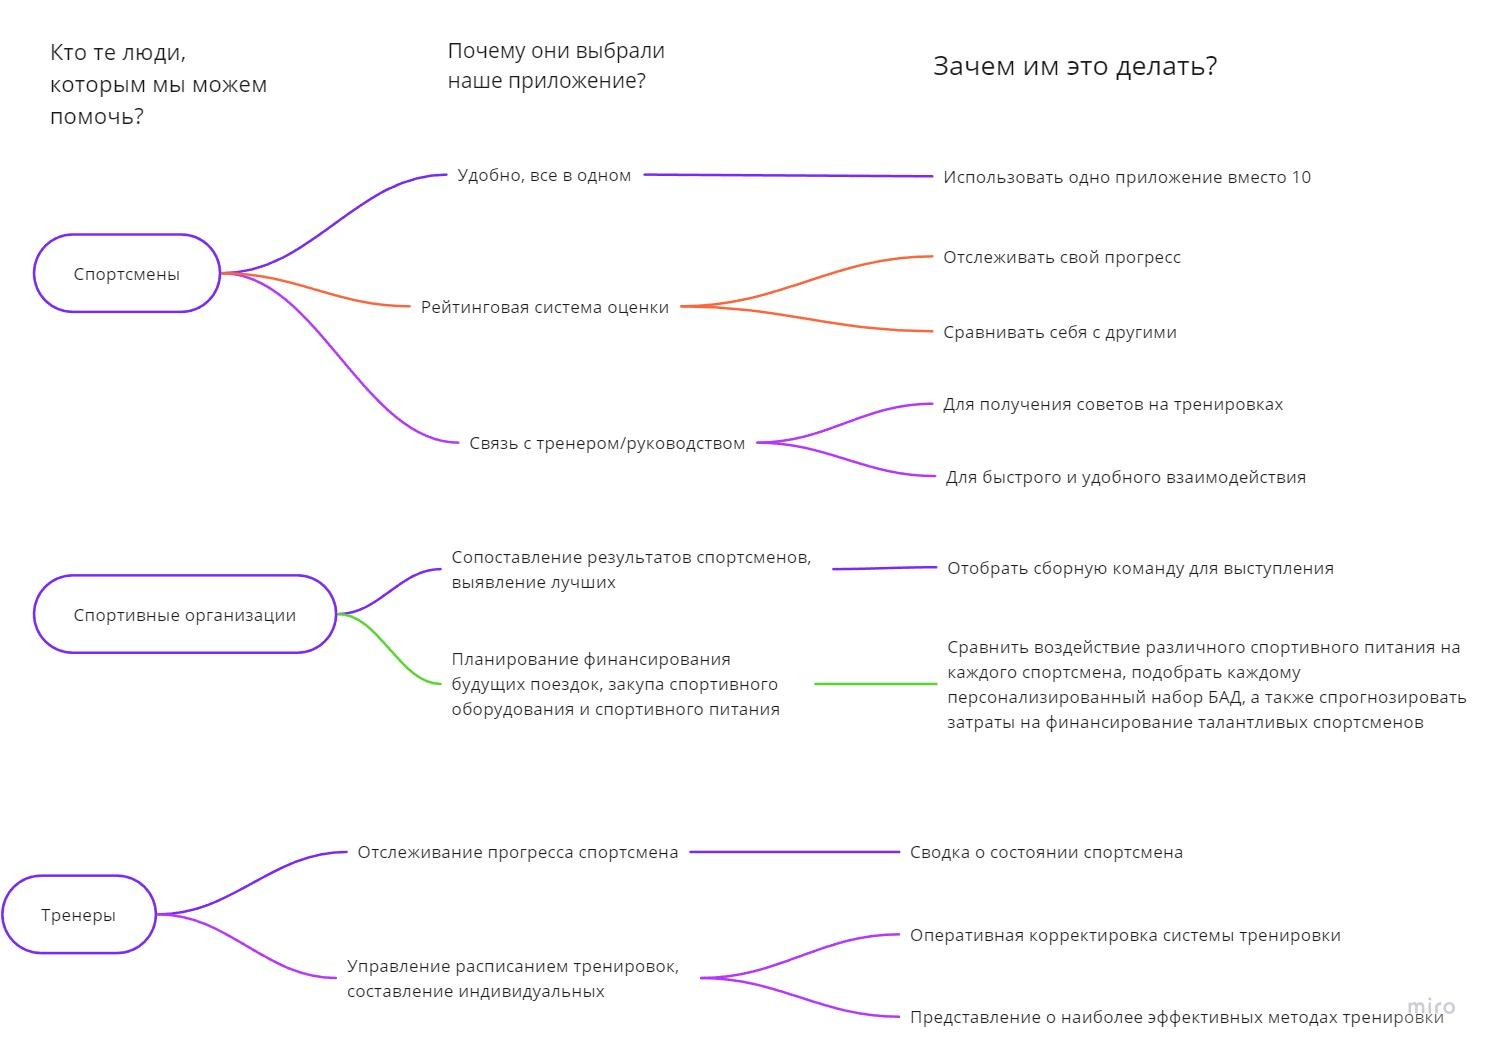 Кто те люди,
которым мы можем
помочь?
Почему они выбрали
наше приложение?
Зачем им это делать?
Спортсмены
Удобно, все в одном
Использовать одно приложение вместо 10
Рейтинговая система оценки
Отслеживать свой прогресс
Сравнивать себя с другими
Связь с тренером/руководством
Для получения советов на тренировках
Для быстрого и удобного взаимодействия
Спортивные организации
Сопоставление результатов спортсменов,
выявление лучших
Отобрать сборную команду для выступления
Планирование финансирования
будущих поездок, закупа спортивного
оборудования и спортивного питания
Сравнить воздействие различного спортивного питания на
каждого спортсмена, подобрать каждому
персонализированный набор БАД, а также спрогнозировать
затраты на финансирование талантливых спортсменов
Тренеры
Отслеживание прогресса спортсмена
Сводка о состоянии спортсмена
Управление расписанием тренировок,
составление индивидуальных
Оперативная корректировка системы тренировки
Представление о наиболее эффективных методах тренировки
miro